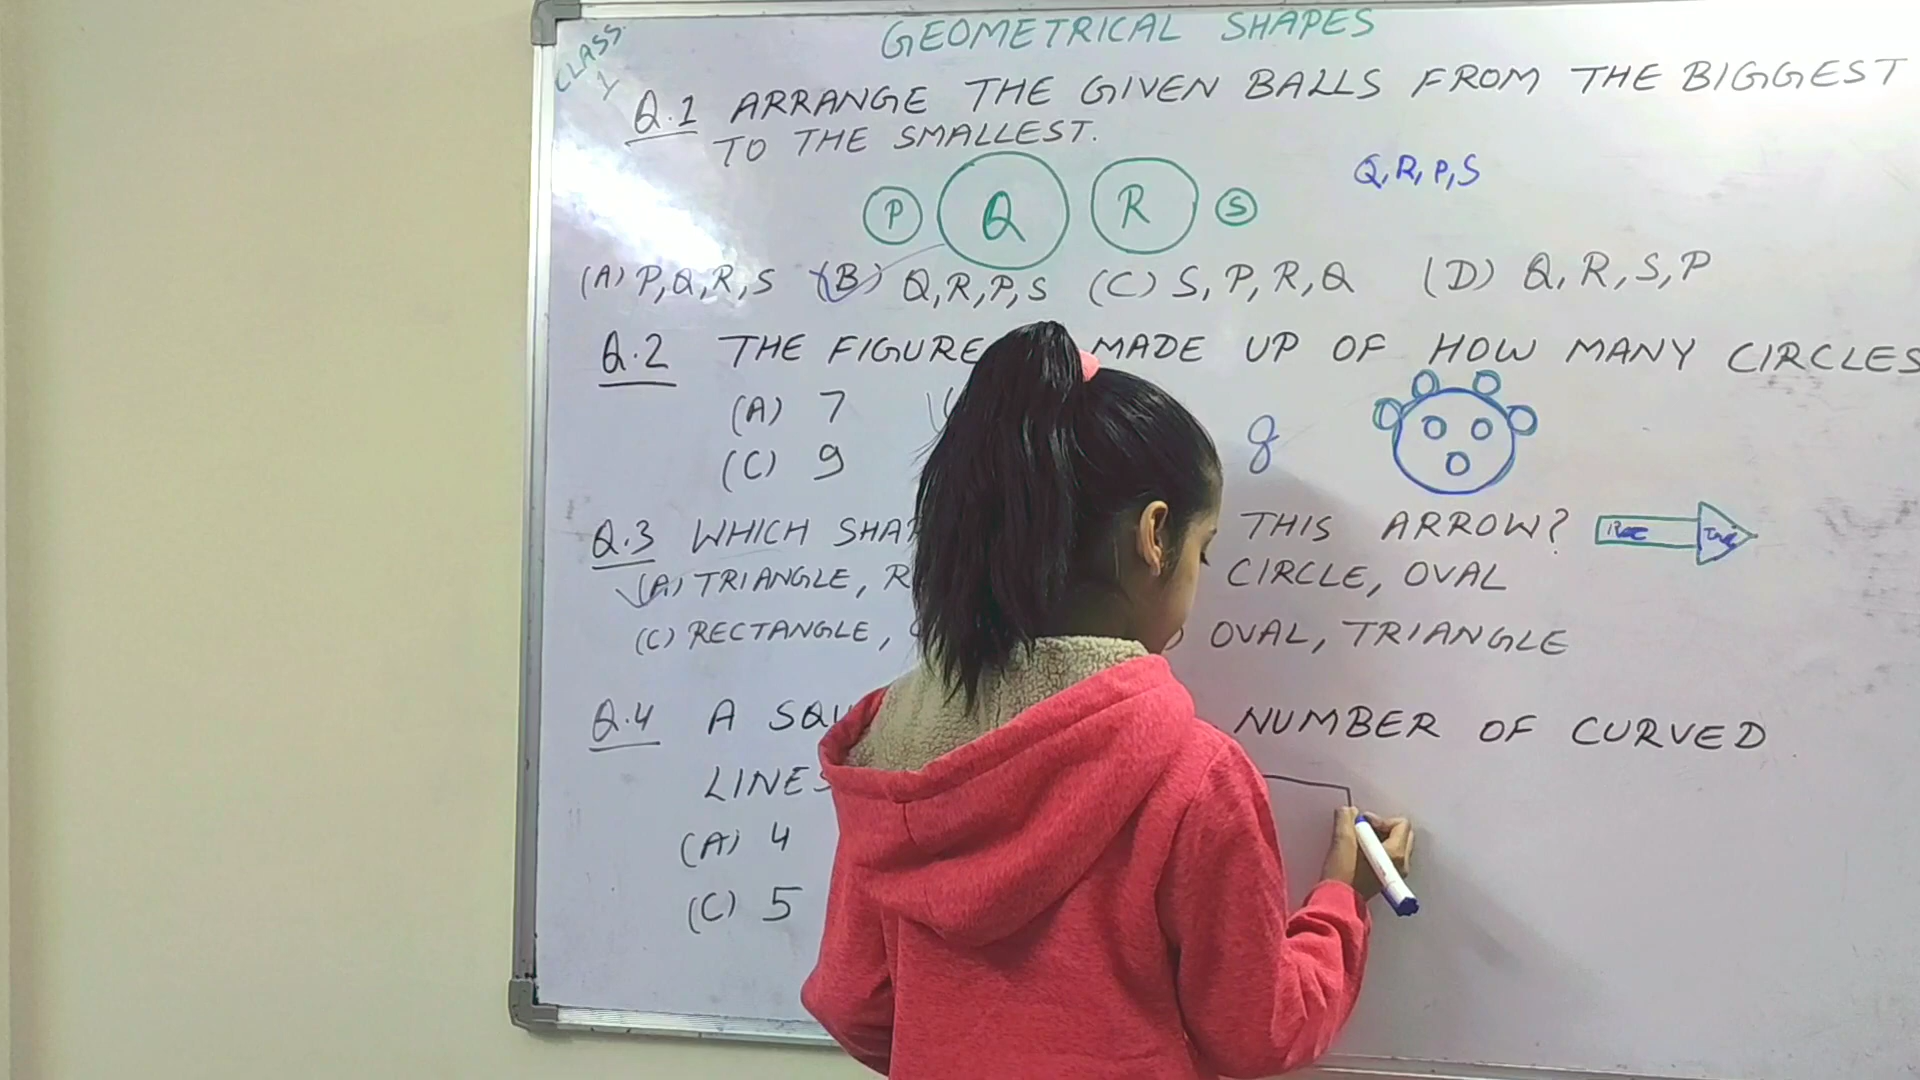 CLASS 1
GEOMETRICAL SHAPES
Q.1 ARRANGE THE GIVEN BALLS FROM THE BIGGEST
TO THE SMALLEST.
Q, R, P, S
P Q R S
(A) P, Q, R, S (B) Q, R, P, S (C) S, P, R, Q (D) Q, R, S, P
Q.2 THE FIGURE MADE UP OF HOW MANY CIRCLES
(A) 7
(C) 9 8
Q.3 WHICH THIS ARROW? Rec
(A) TRIANGLE, CIRCLE, OVAL
(C) RECTANGLE, OVAL, TRIANGLE
Q.4 A NUMBER OF CURVED
LINES
(A) 4
(C) 5